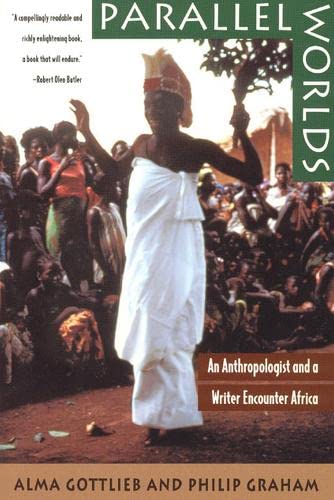 PARALLEL
WORLDS
"A compellingly readable and
richly enlightening book,
a book that will endure."
—Robert Olen Butler
An Anthropologist and a
Writer Encounter Africa
ALMA GOTTLIEB AND PHILIP GRAHAM